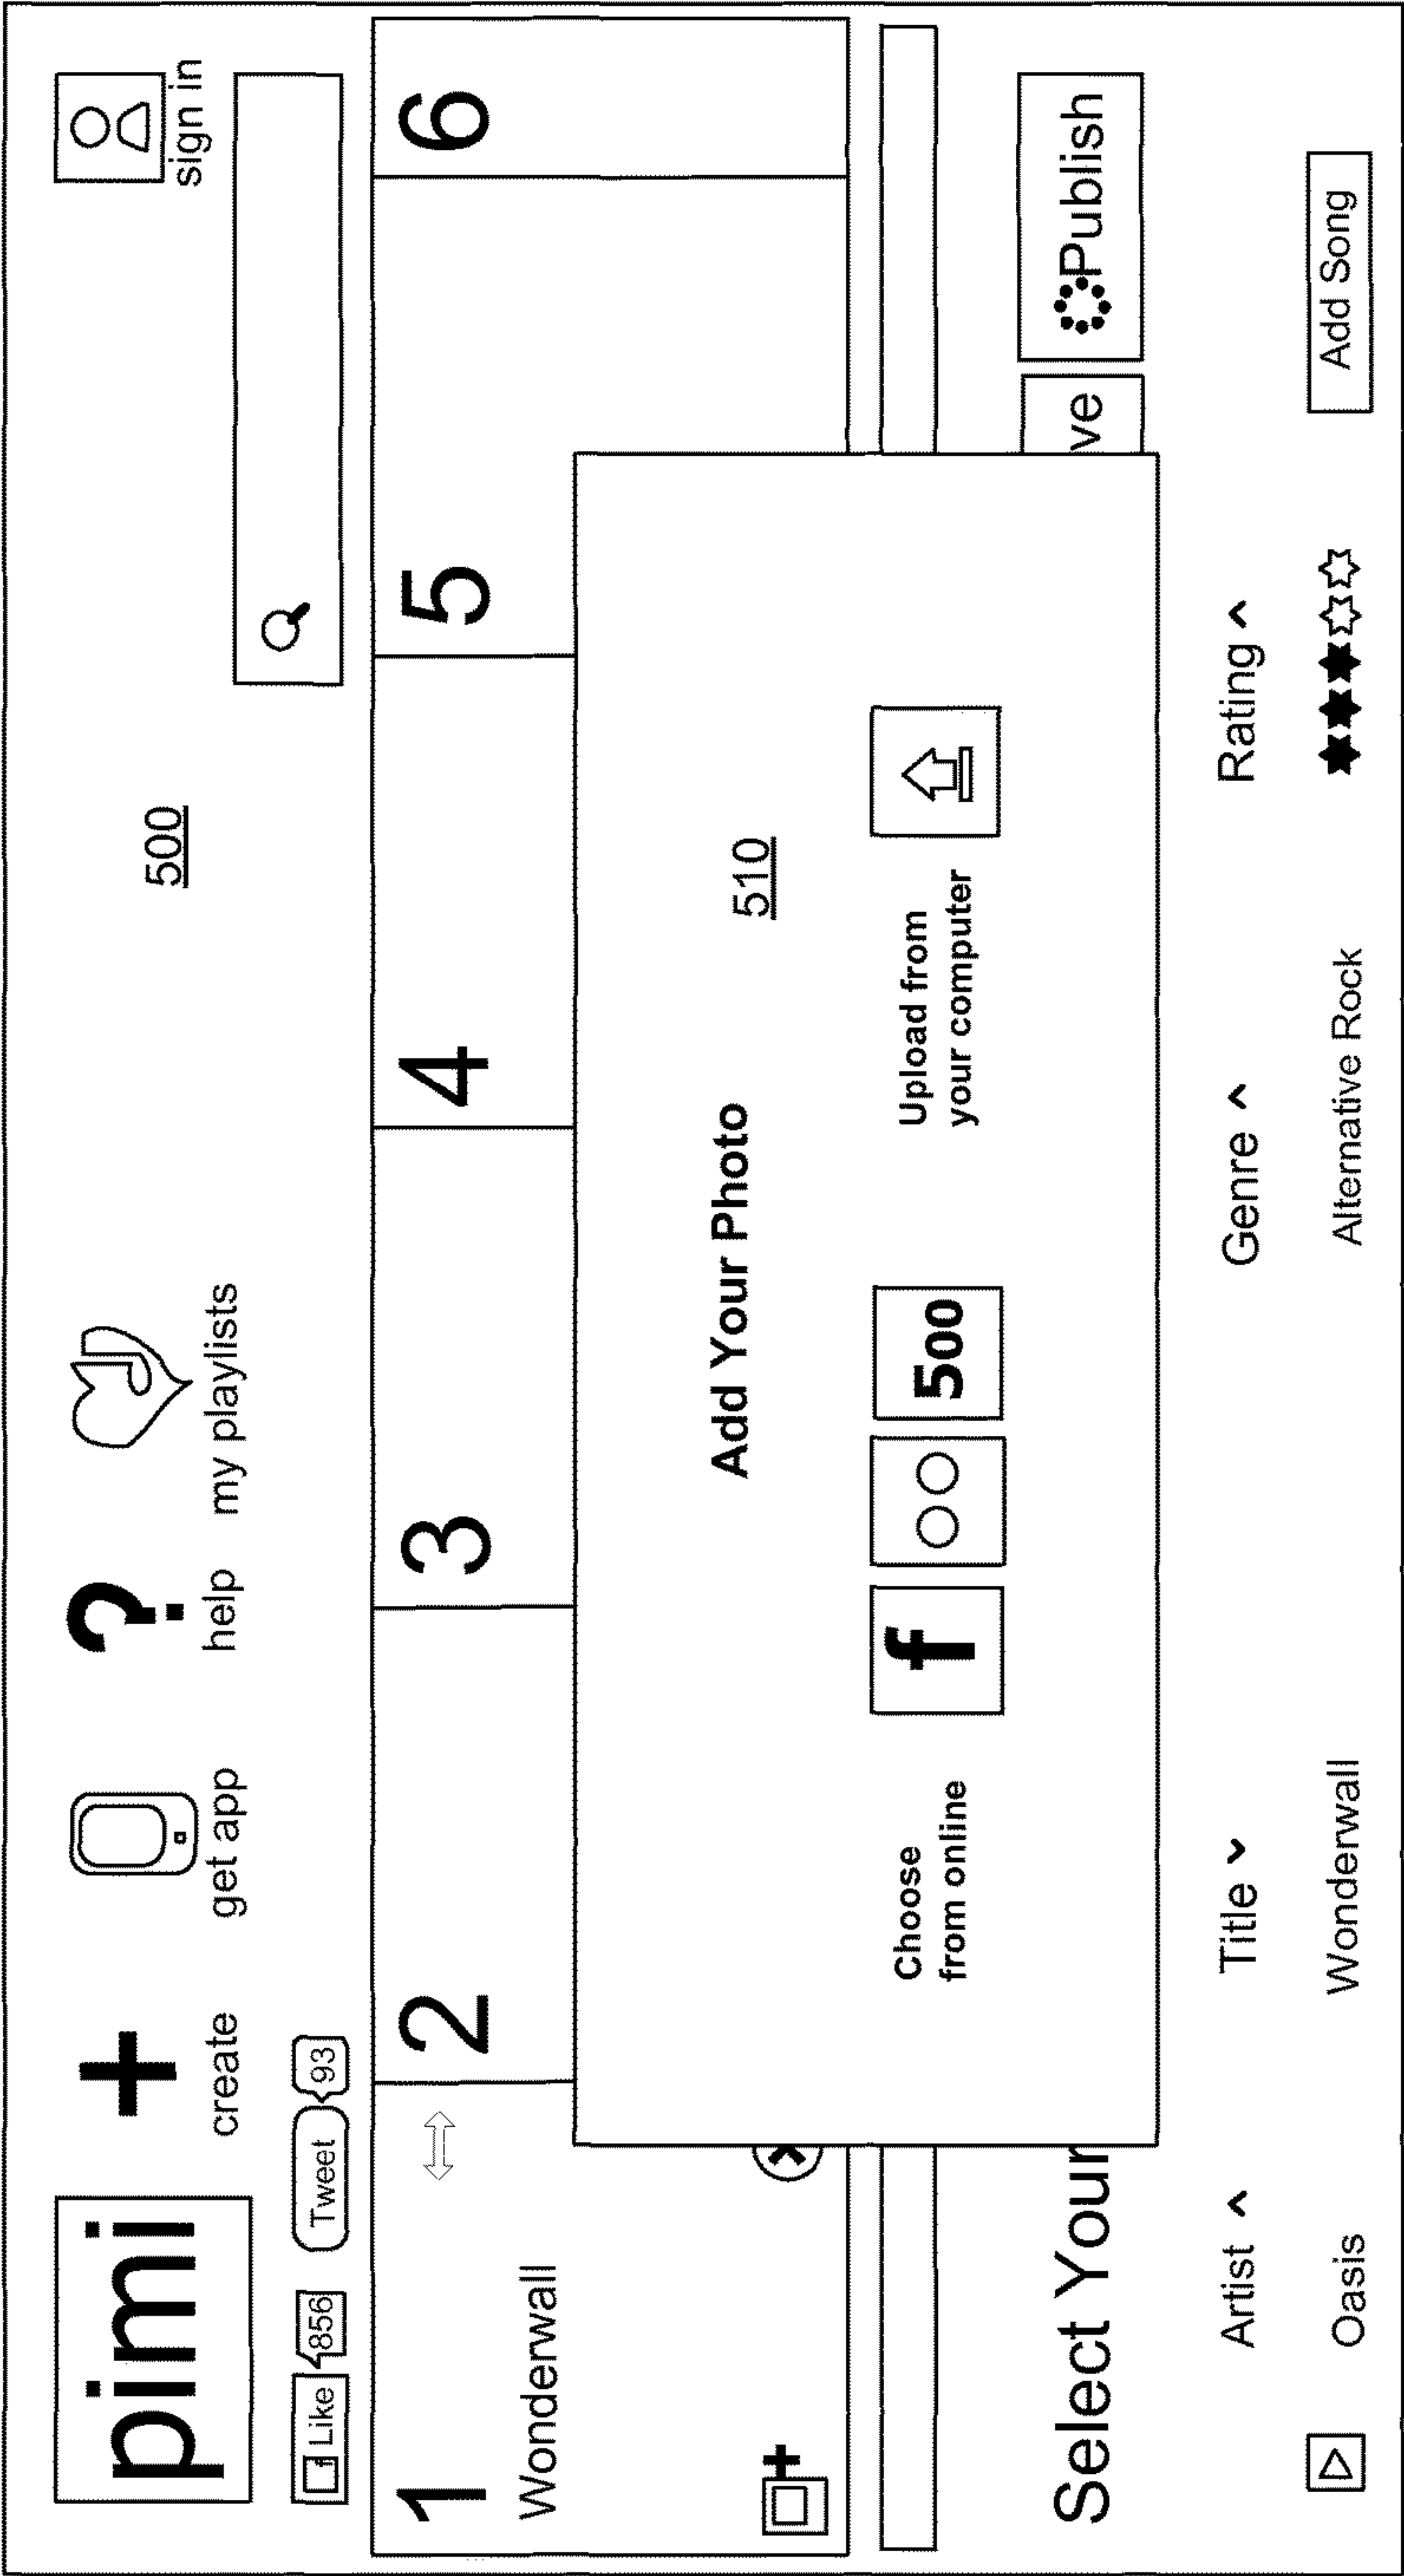 pimi
create
get app
help
my playlists
500
sign in
f Like 856
Tweet 93
1 2 3 4 5 6
Wonderwall
510
Add Your Photo
Choose
from online
f
500
Upload from
your computer
Select Your
ve
Publish
Artist ^ Title ⌄ Genre ^ Rating ^
Oasis Wonderwall Alternative Rock
Add Song